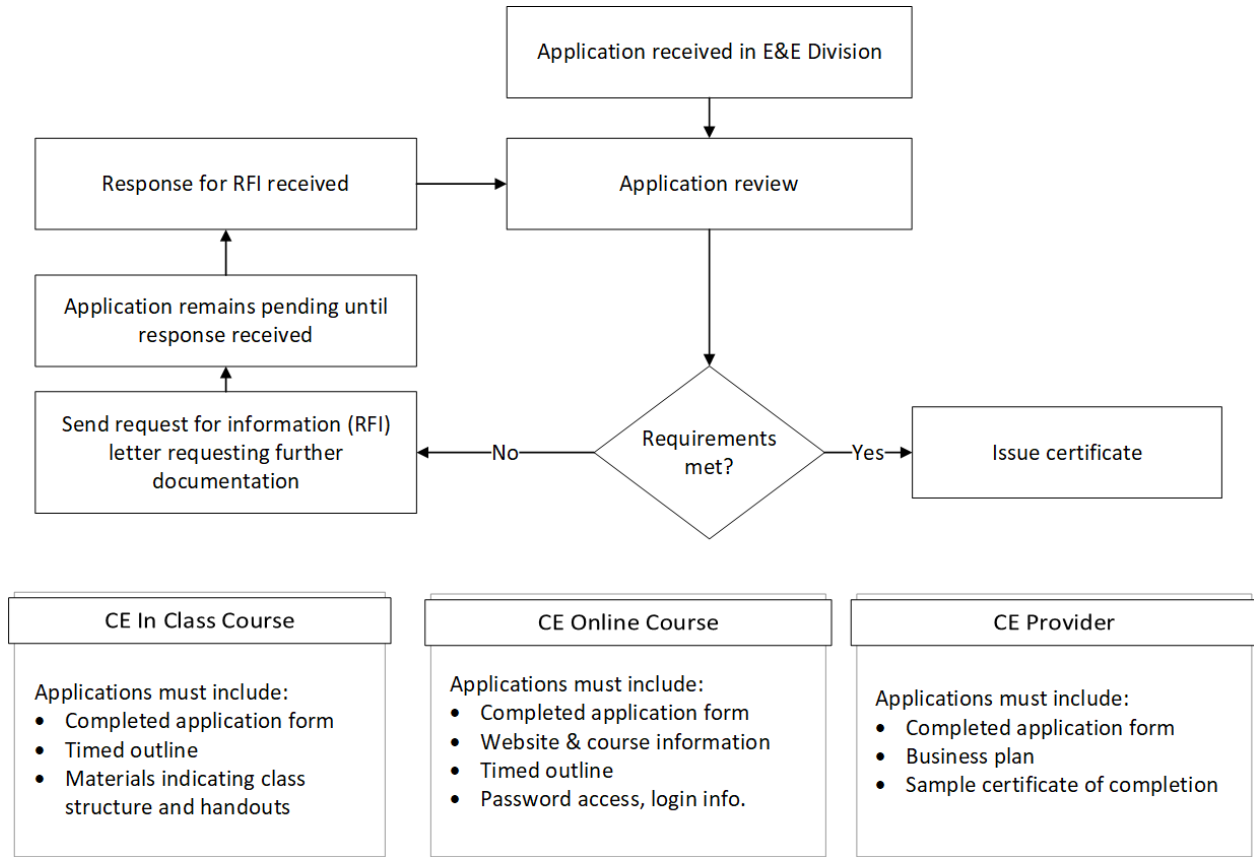 Application received in E&E Division
Response for RFI received
Application review
Application remains pending until
response received
Send request for information (RFI)
letter requesting further
documentation
No
Requirements
met?
Yes
Issue certificate
CE In Class Course
Applications must include:
• Completed application form
• Timed outline
• Materials indicating class
structure and handouts
CE Online Course
Applications must include:
• Completed application form
• Website & course information
• Timed outline
• Password access, login info.
CE Provider
Applications must include:
• Completed application form
• Business plan
• Sample certificate of completion